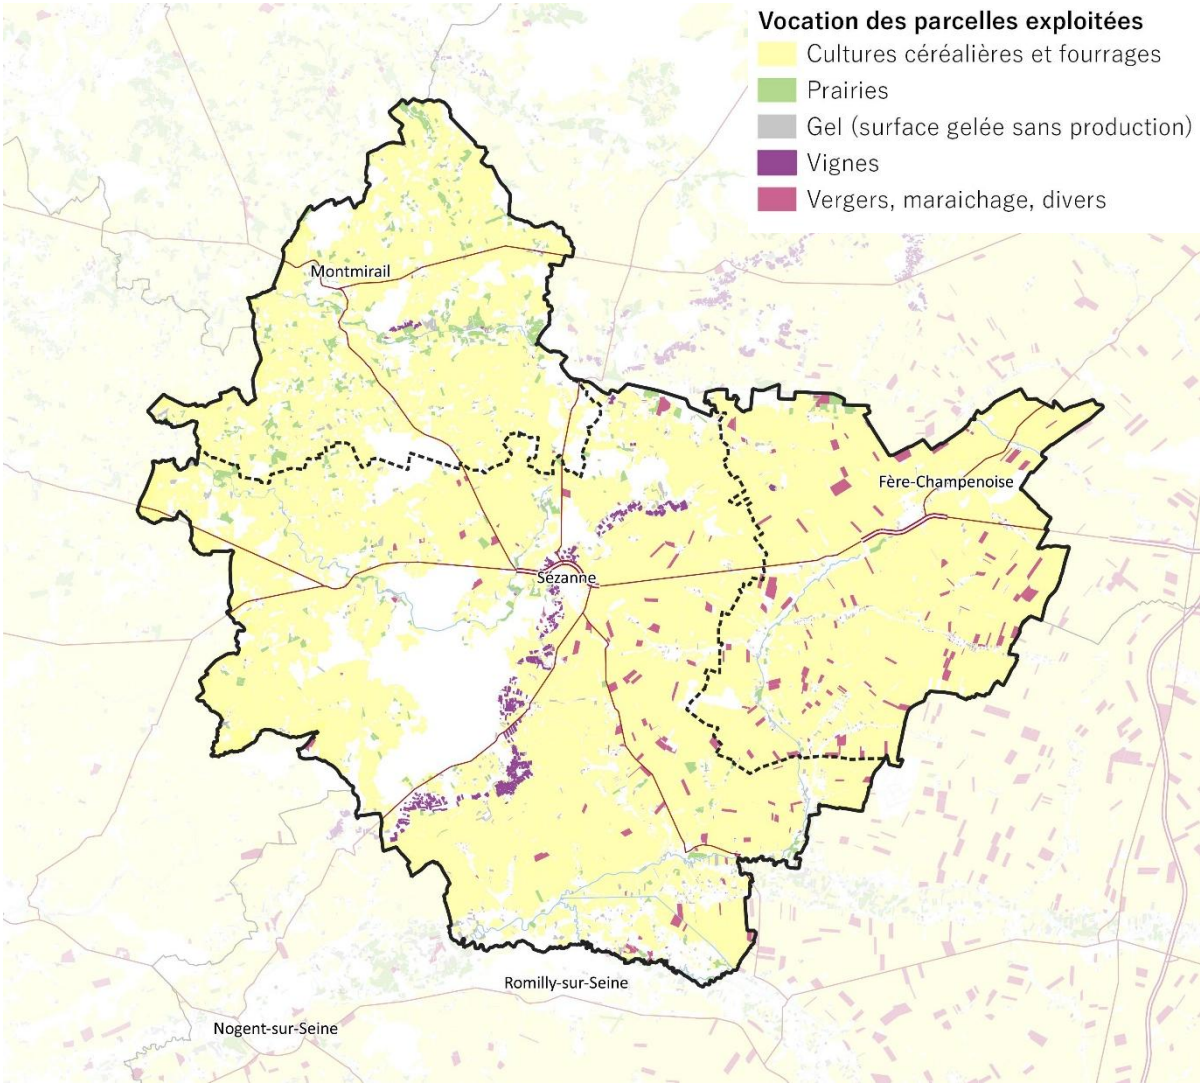 Vocation des parcelles exploitées
Cultures céréalières et fourrages
Prairies
Gel (surface gelée sans production)
Vignes
Vergers, maraichage, divers
Montmirail
Fère-Champenoise
Sézanne
Romilly-sur-Seine
Nogent-sur-Seine